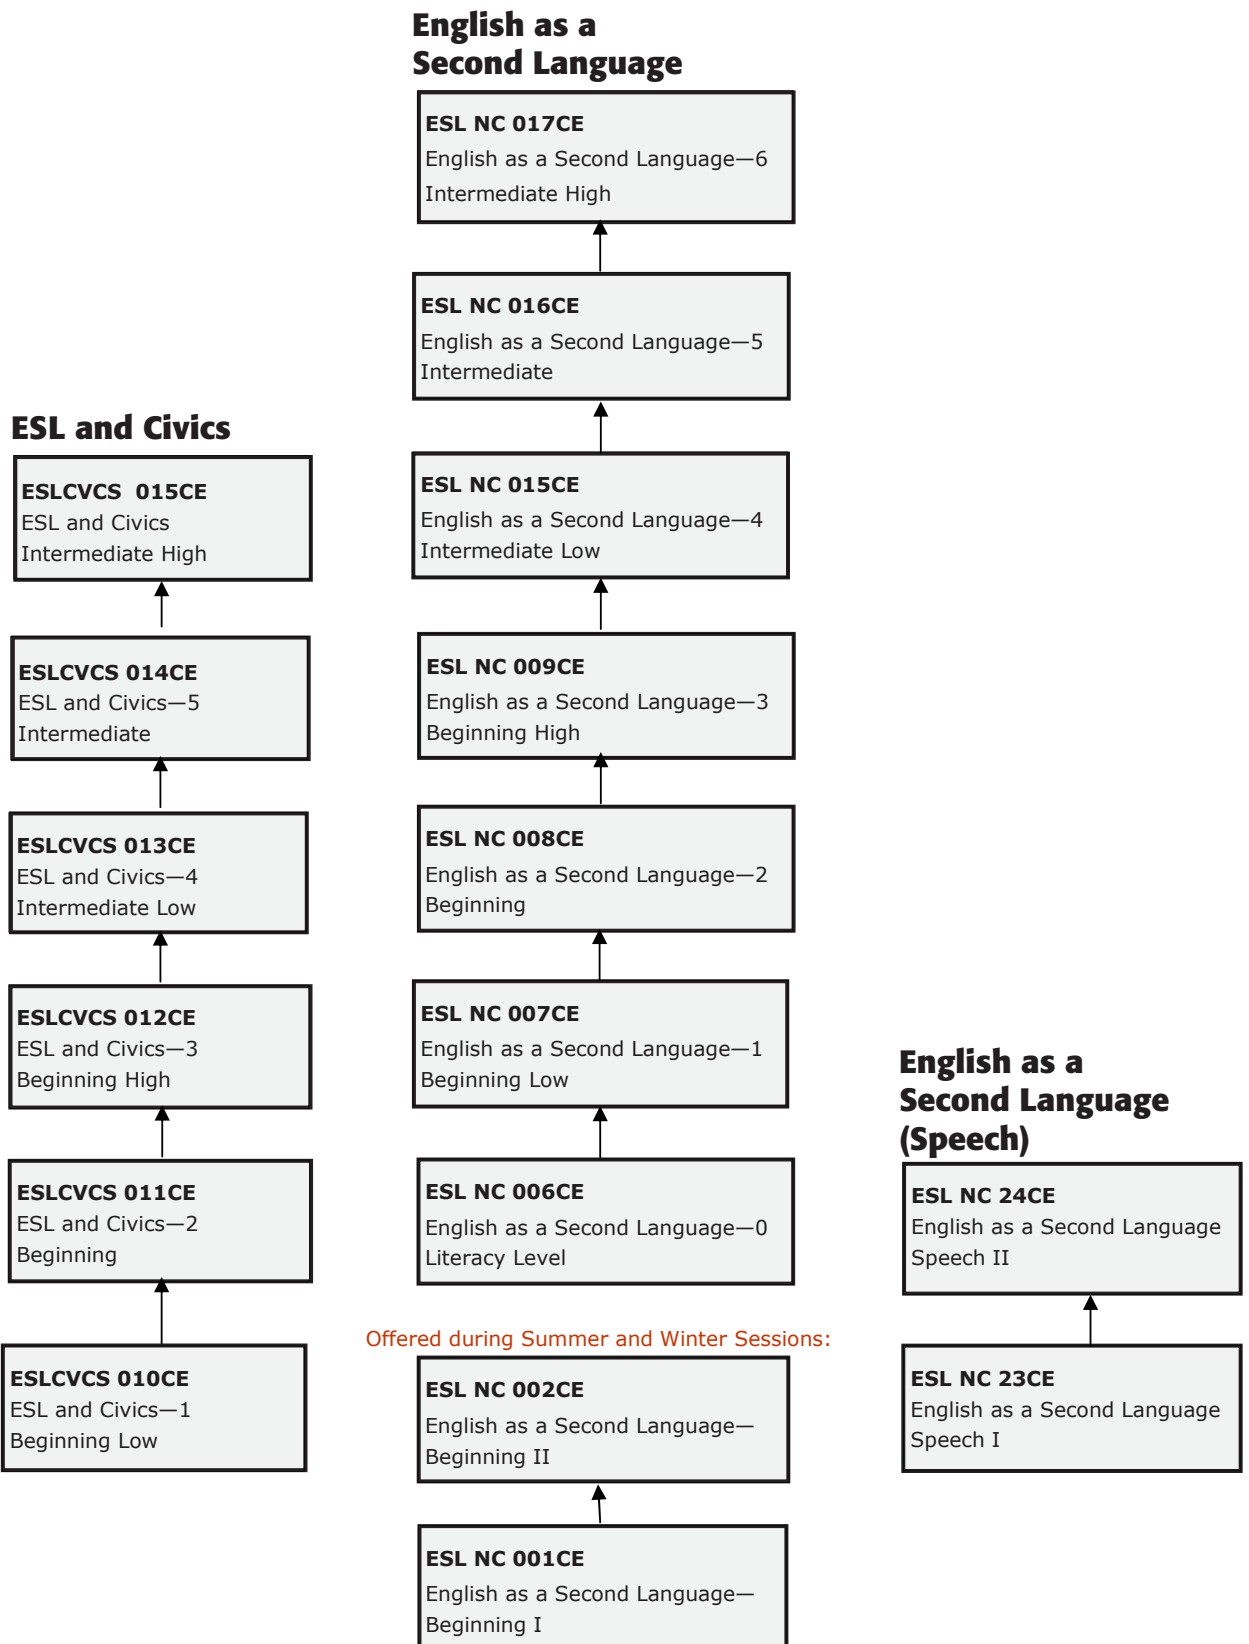 English as a
Second Language
ESL NC 017CE
English as a Second Language—6
Intermediate High
ESL NC 016CE
English as a Second Language—5
Intermediate
ESL NC 015CE
English as a Second Language—4
Intermediate Low
ESL NC 009CE
English as a Second Language—3
Beginning High
ESL NC 008CE
English as a Second Language—2
Beginning
ESL NC 007CE
English as a Second Language—1
Beginning Low
ESL NC 006CE
English as a Second Language—0
Literacy Level
Offered during Summer and Winter Sessions:
ESL NC 002CE
English as a Second Language—
Beginning II
ESL NC 001CE
English as a Second Language—
Beginning I
ESL and Civics
ESLCVCS  015CE
ESL and Civics
Intermediate High
ESLCVCS 014CE
ESL and Civics—5
Intermediate
ESLCVCS 013CE
ESL and Civics—4
Intermediate Low
ESLCVCS 012CE
ESL and Civics—3
Beginning High
ESLCVCS 011CE
ESL and Civics—2
Beginning
ESLCVCS 010CE
ESL and Civics—1
Beginning Low
English as a
Second Language
(Speech)
ESL NC 24CE
English as a Second Language
Speech II
ESL NC 23CE
English as a Second Language
Speech I